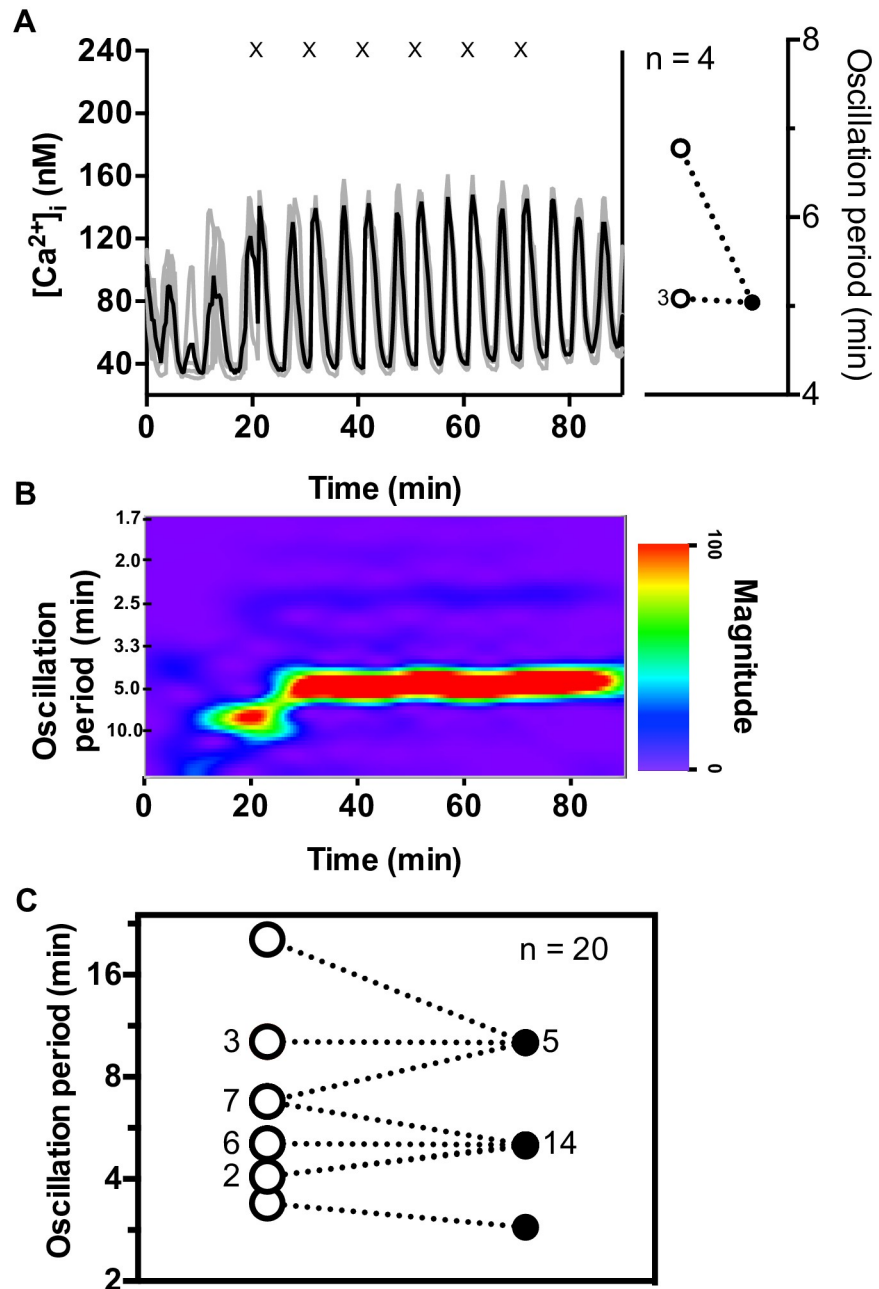 A
240
200
160
120
80
40
X X X X X X
[Ca²⁺]ᵢ (nM)
0 20 40 60 80
Time (min)
n = 4
3
8
6
4
Oscillation period (min)
B
1.7
2.0
2.5
3.3
5.0
10.0
Oscillation
period (min)
0 20 40 60 80
Time (min)
100
0
Magnitude
C
16
8
4
2
Oscillation period (min)
n = 20
3
7
6
2
5
14